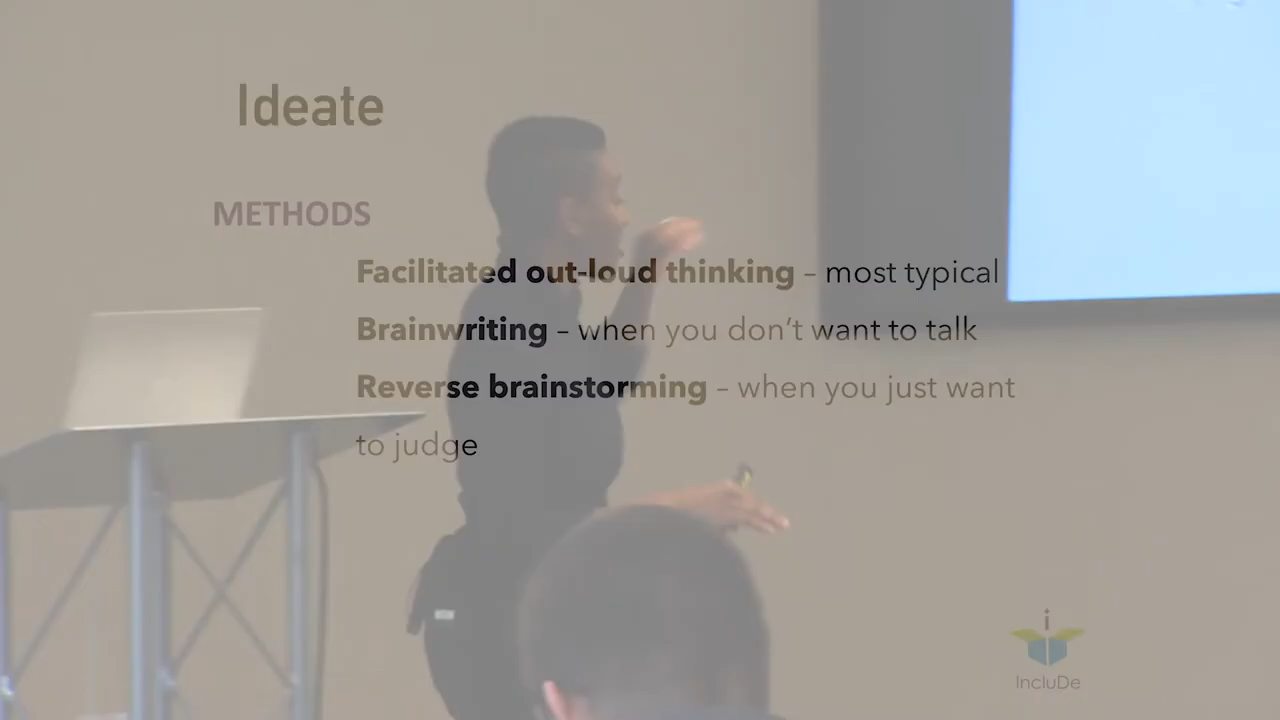 Ideate
METHODS
Facilitated out-loud thinking – most typical
Brainwriting – when you don’t want to talk
Reverse brainstorming – when you just want
to judge
i
IncluDe